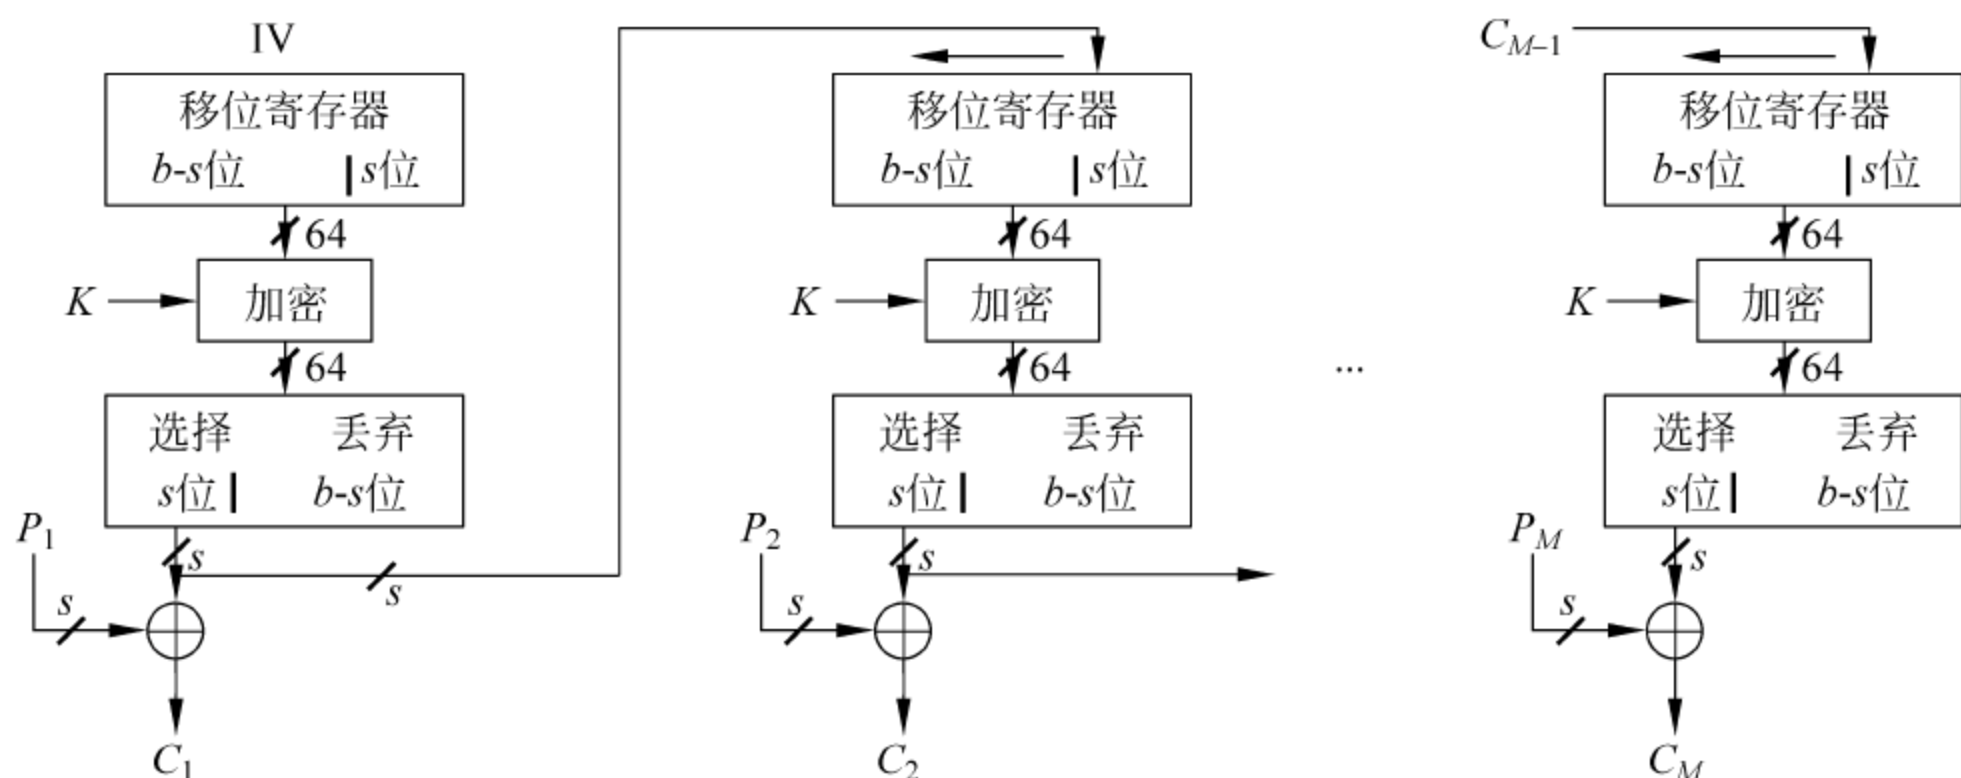 IV
移位寄存器
b-s位 | s位
64
K
加密
64
选择 丢弃
s位 | b-s位
P1
s
s
s
C1
移位寄存器
b-s位 | s位
64
K
加密
64
选择 丢弃
s位 | b-s位
P2
s
s
C2
...
CM-1
移位寄存器
b-s位 | s位
64
K
加密
64
选择 丢弃
s位 | b-s位
PM
s
s
CM